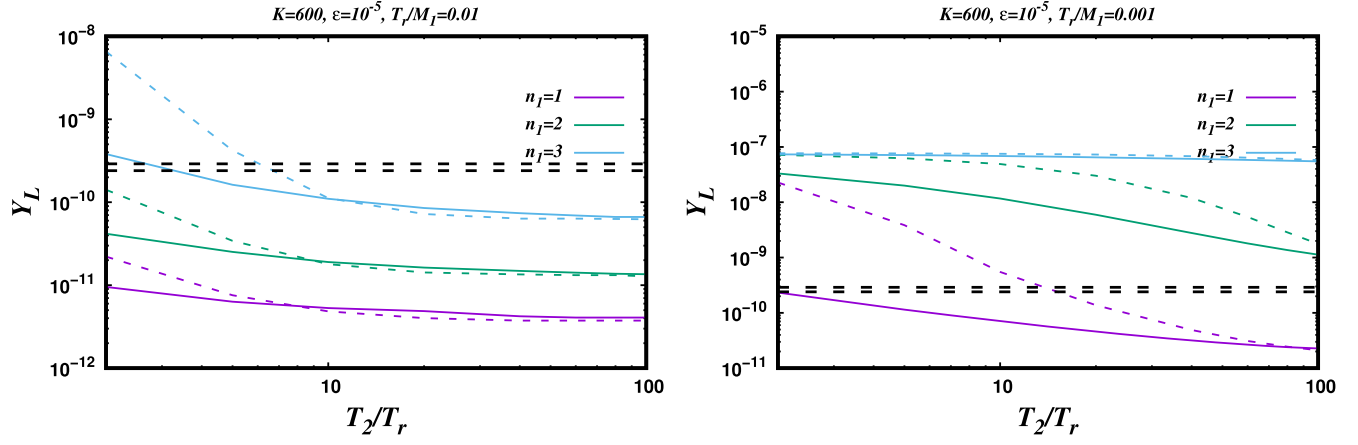 K=600, ε=10⁻⁵, Tᵣ/M₁=0.01
10⁻⁸
10⁻⁹
10⁻¹⁰
10⁻¹¹
10⁻¹²
Y_L
n₁=1
n₁=2
n₁=3
10
100
T₂/Tᵣ
K=600, ε=10⁻⁵, Tᵣ/M₁=0.001
10⁻⁵
10⁻⁶
10⁻⁷
10⁻⁸
10⁻⁹
10⁻¹⁰
10⁻¹¹
Y_L
n₁=1
n₁=2
n₁=3
10
100
T₂/Tᵣ